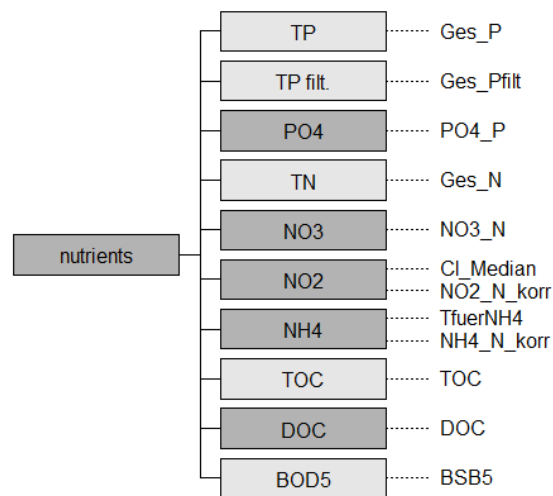 TP Ges_P
TP filt. Ges_Pfilt
PO4 PO4_P
TN Ges_N
NO3 NO3_N
nutrients
NO2 Cl_Median
NO2_N_korr
NH4 TfuerNH4
NH4_N_korr
TOC TOC
DOC DOC
BOD5 BSB5